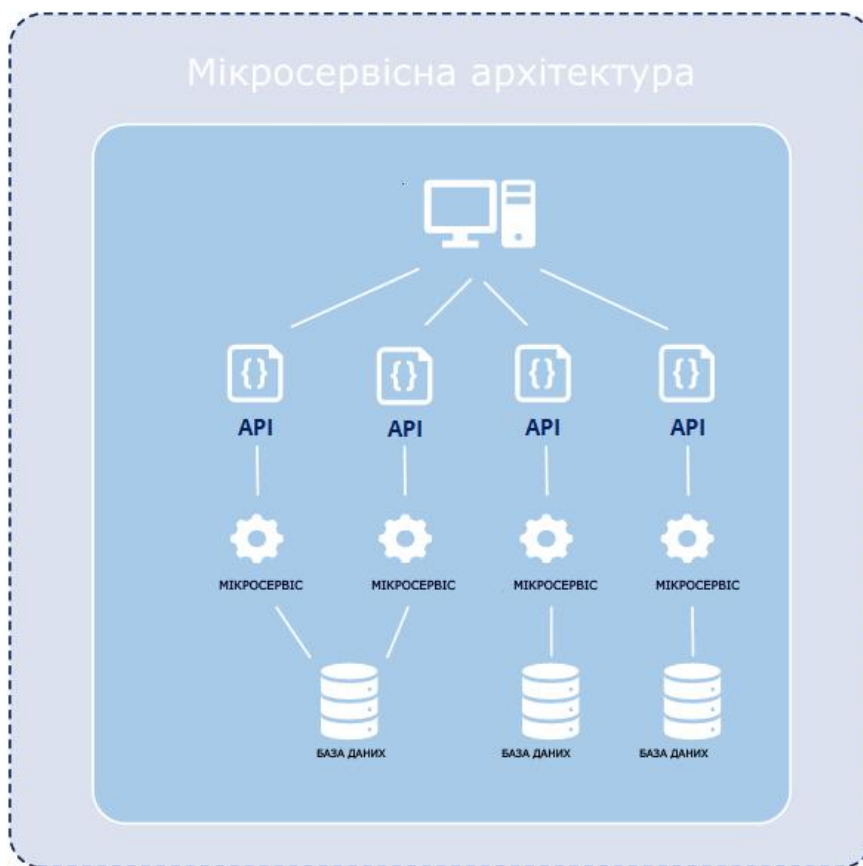 Мікросервісна архітектура
API API API API
МІКРОСЕРВІС МІКРОСЕРВІС МІКРОСЕРВІС МІКРОСЕРВІС
БАЗА ДАНИХ БАЗА ДАНИХ БАЗА ДАНИХ